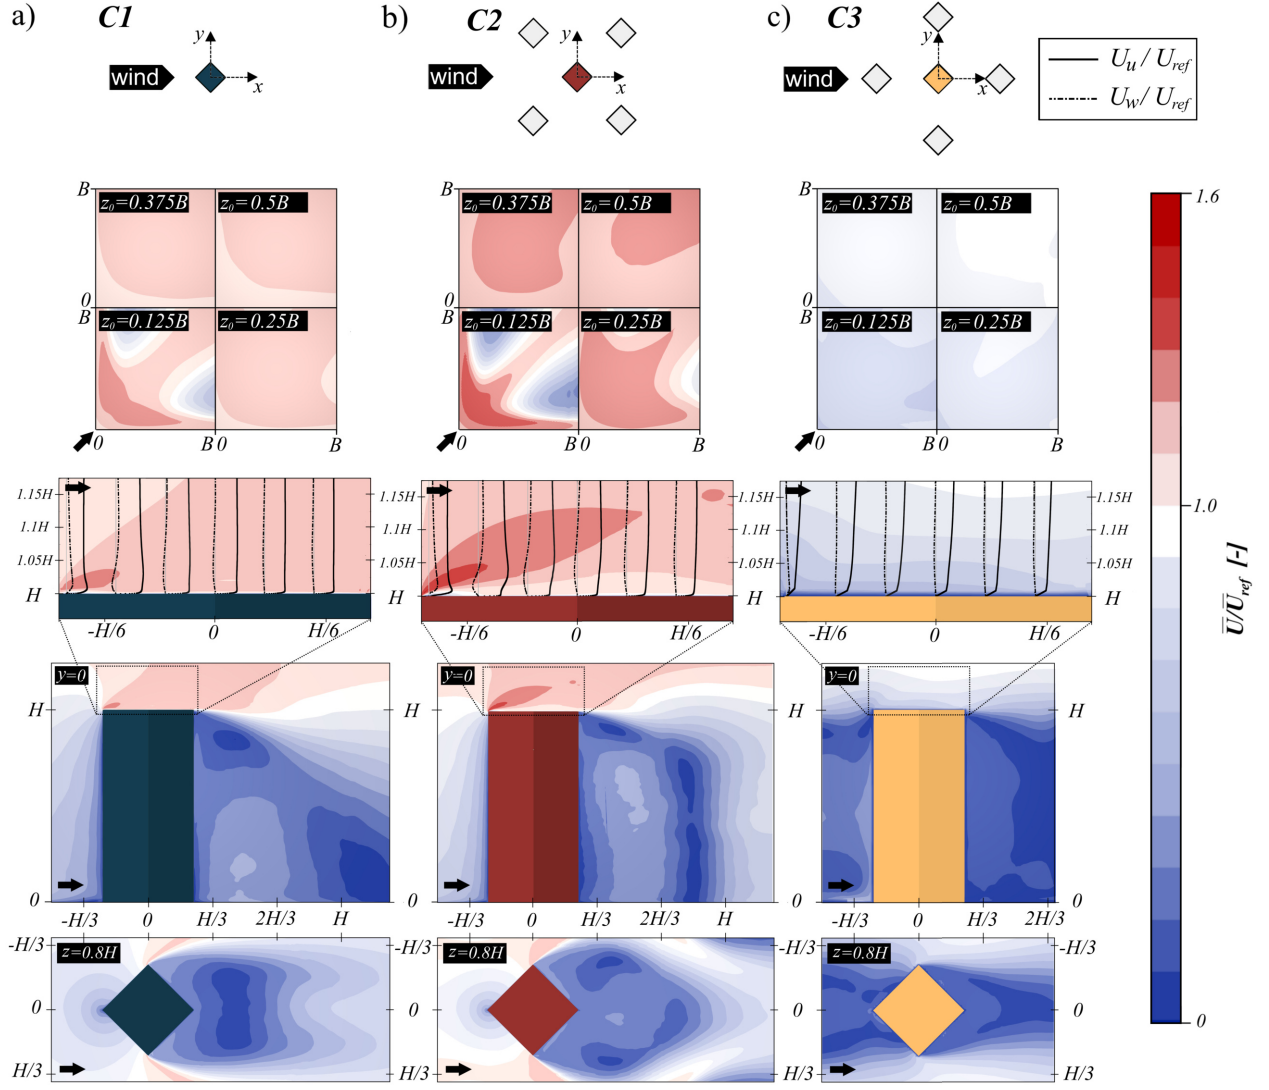 a) C1
wind
y
x
b) C2
wind
y
x
c) C3
wind
y
x
U_u / U_ref
U_w / U_ref
B
z₀=0.375B z₀=0.5B
0
B
z₀=0.125B z₀=0.25B
0 B 0 B
B
z₀=0.375B z₀=0.5B
0
B
z₀=0.125B z₀=0.25B
0 B 0 B
B
z₀=0.375B z₀=0.5B
0
B
z₀=0.125B z₀=0.25B
0 B 0 B
1.6
1.0
0
U̅/U̅_ref [-]
1.15H 1.15H 1.15H 1.15H
1.1H 1.1H 1.1H 1.1H
1.05H 1.05H 1.05H 1.05H
H H H H
-H/6 0 H/6 -H/6 0 H/6 -H/6 0 H/6
y=0 y=0 y=0
H H H H
0 0 0 0
-H/3 0 H/3 2H/3 H -H/3 0 H/3 2H/3 H -H/3 0 H/3 2H/3
-H/3 z=0.8H -H/3 z=0.8H -H/3 z=0.8H -H/3
0 0 0 0
H/3 H/3 H/3 H/3